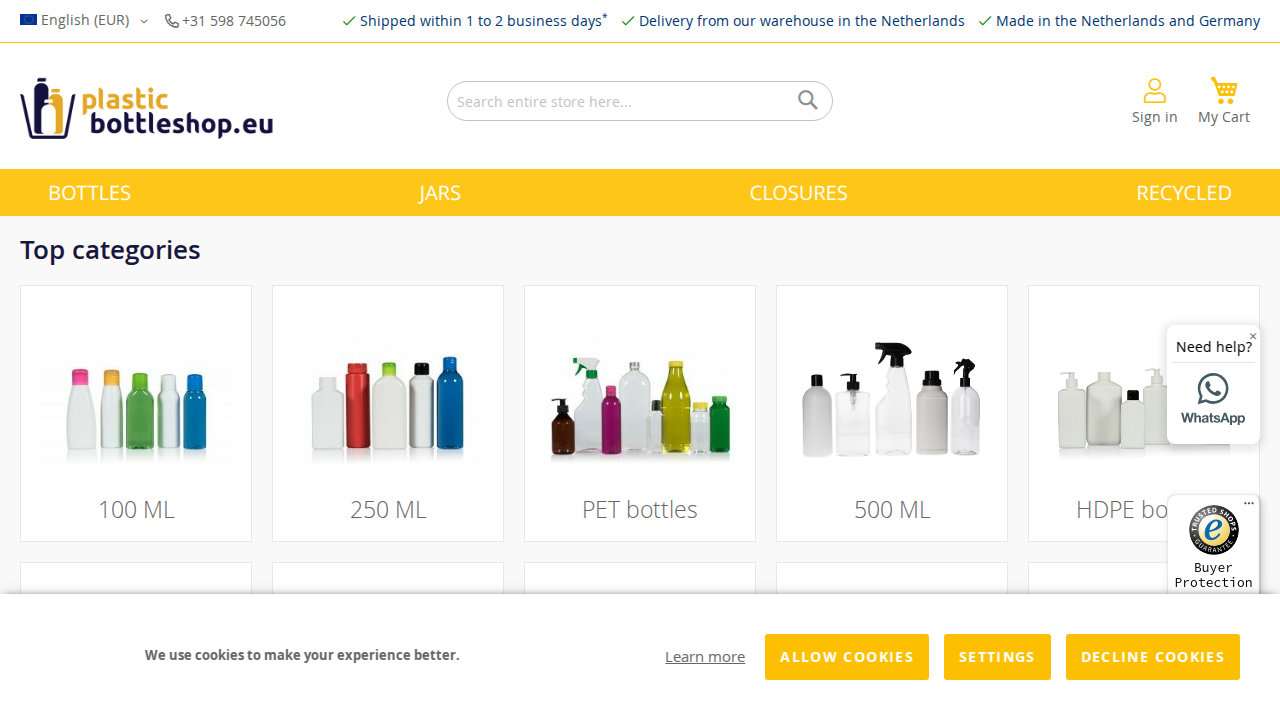 English (EUR)
+31 598 745056
Shipped within 1 to 2 business days*
Delivery from our warehouse in the Netherlands
Made in the Netherlands and Germany
plastic
bottleshop.eu
Search entire store here...
Sign in
My Cart
BOTTLES
JARS
CLOSURES
RECYCLED
Top categories
100 ML
250 ML
PET bottles
500 ML
HDPE bo
×
Need help?
WhatsApp
TRUSTED SHOPS
e
GUARANTEE
Buyer
Protection
We use cookies to make your experience better.
Learn more
ALLOW COOKIES
SETTINGS
DECLINE COOKIES